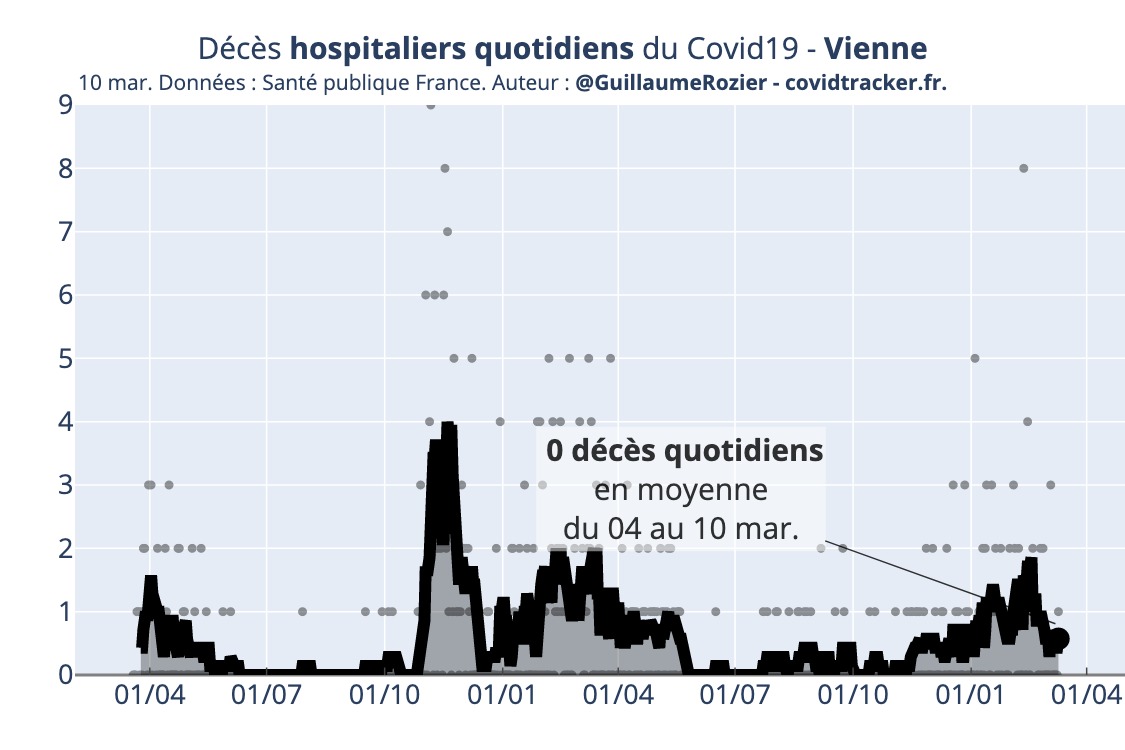 Décès hospitaliers quotidiens du Covid19 - Vienne
10 mar. Données : Santé publique France. Auteur : @GuillaumeRozier - covidtracker.fr.
9
8
7
6
5
4
3
2
1
0
0 décès quotidiens
en moyenne
du 04 au 10 mar.
01/04 01/07 01/10 01/01 01/04 01/07 01/10 01/01 01/04